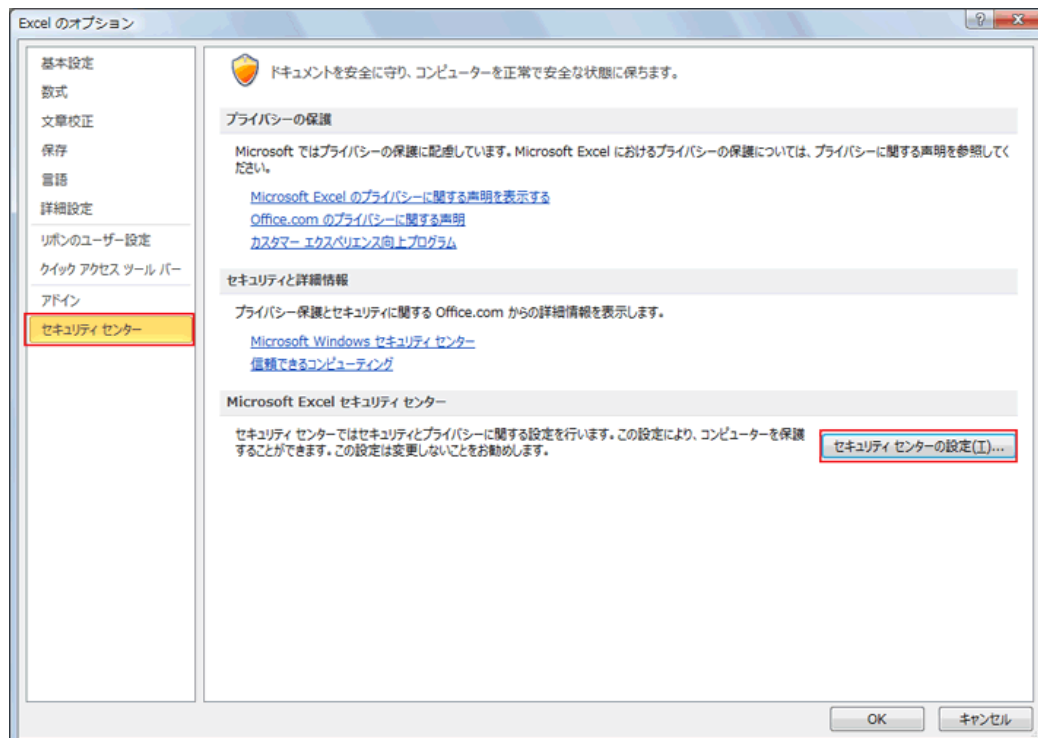 Excel のオプション
基本設定
数式
文章校正
保存
言語
詳細設定
リボンのユーザー設定
クイック アクセス ツール バー
アドイン
セキュリティ センター
ドキュメントを安全に守り、コンピューターを正常で安全な状態に保ちます。
プライバシーの保護
Microsoft ではプライバシーの保護に配慮しています。Microsoft Excel におけるプライバシーの保護については、プライバシーに関する声明を参照してく
ださい。
Microsoft Excel のプライバシーに関する声明を表示する
Office.com のプライバシーに関する声明
カスタマー エクスペリエンス向上プログラム
セキュリティと詳細情報
プライバシー保護とセキュリティに関する Office.com からの詳細情報を表示します。
Microsoft Windows セキュリティ センター
信頼できるコンピューティング
Microsoft Excel セキュリティ センター
セキュリティ センターではセキュリティとプライバシーに関する設定を行います。この設定により、コンピューターを保護
することができます。この設定は変更しないことをお勧めします。
セキュリティ センターの設定(T)...
OK
キャンセル